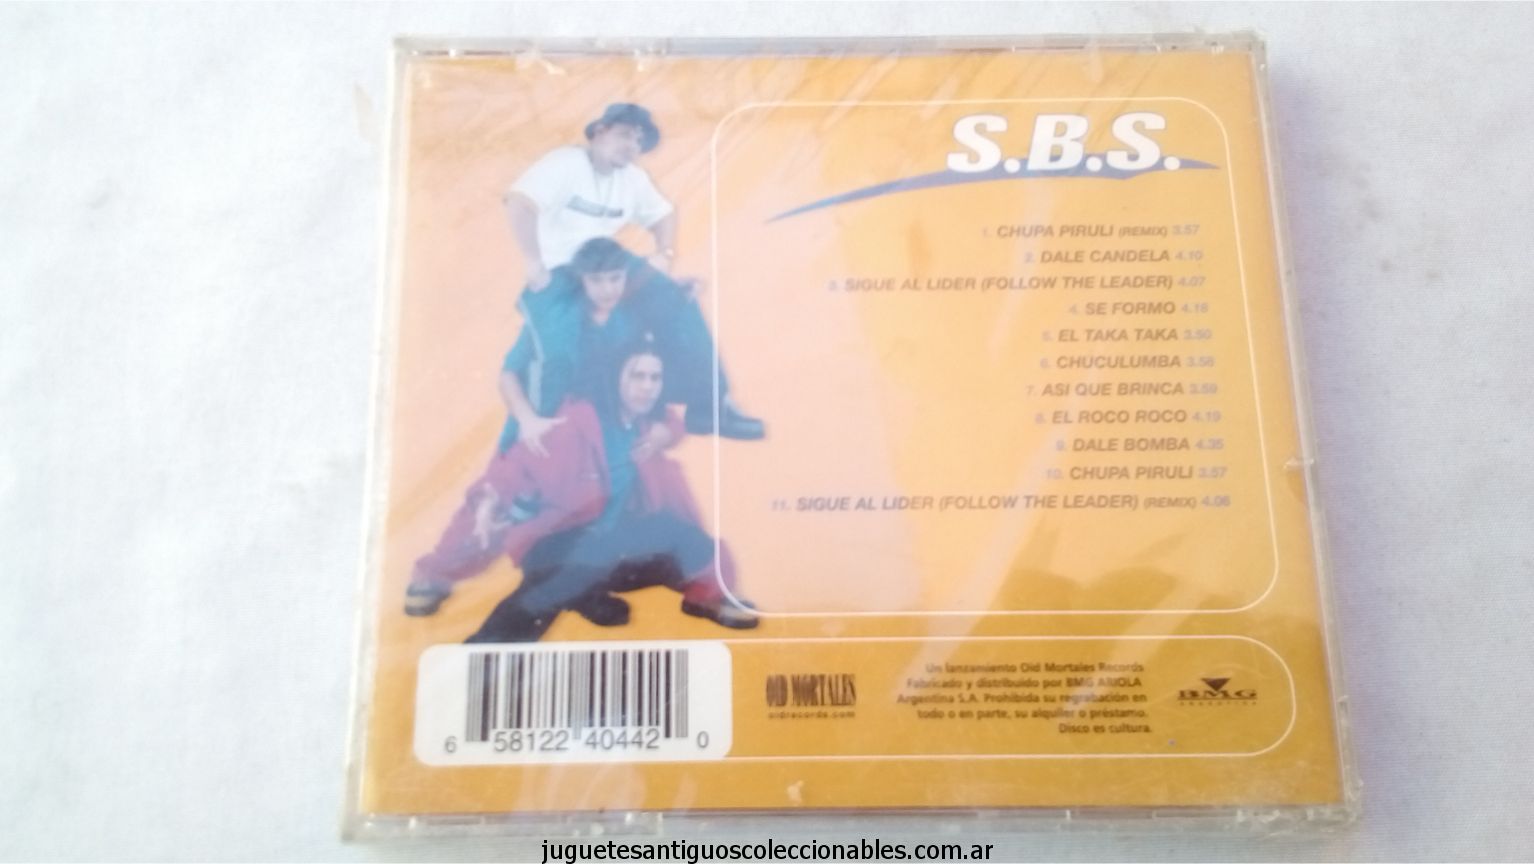 S.B.S.
1. CHUPA PIRULI (REMIX) 3.57
2. DALE CANDELA 4.10
3. SIGUE AL LIDER (FOLLOW THE LEADER) 4.07
4. SE FORMO 4.18
5. EL TAKA TAKA 3.50
6. CHUCULUMBA 3.56
7. ASI QUE BRINCA 3.59
8. EL ROCO ROCO 4.19
9. DALE BOMBA 4.35
10. CHUPA PIRULI 3.57
11. SIGUE AL LIDER (FOLLOW THE LEADER) (REMIX) 4.06
6 58122 40442 0
OID MORTALES
oidrecords.com
Un lanzamiento Oid Mortales Records
Fabricado y distribuido por BMG ARIOLA
Argentina S.A. Prohibida su regrabación en
todo o en parte, su alquiler o préstamo.
Disco es cultura.
BMG
ARGENTINA
juguetesantiguoscoleccionables.com.ar